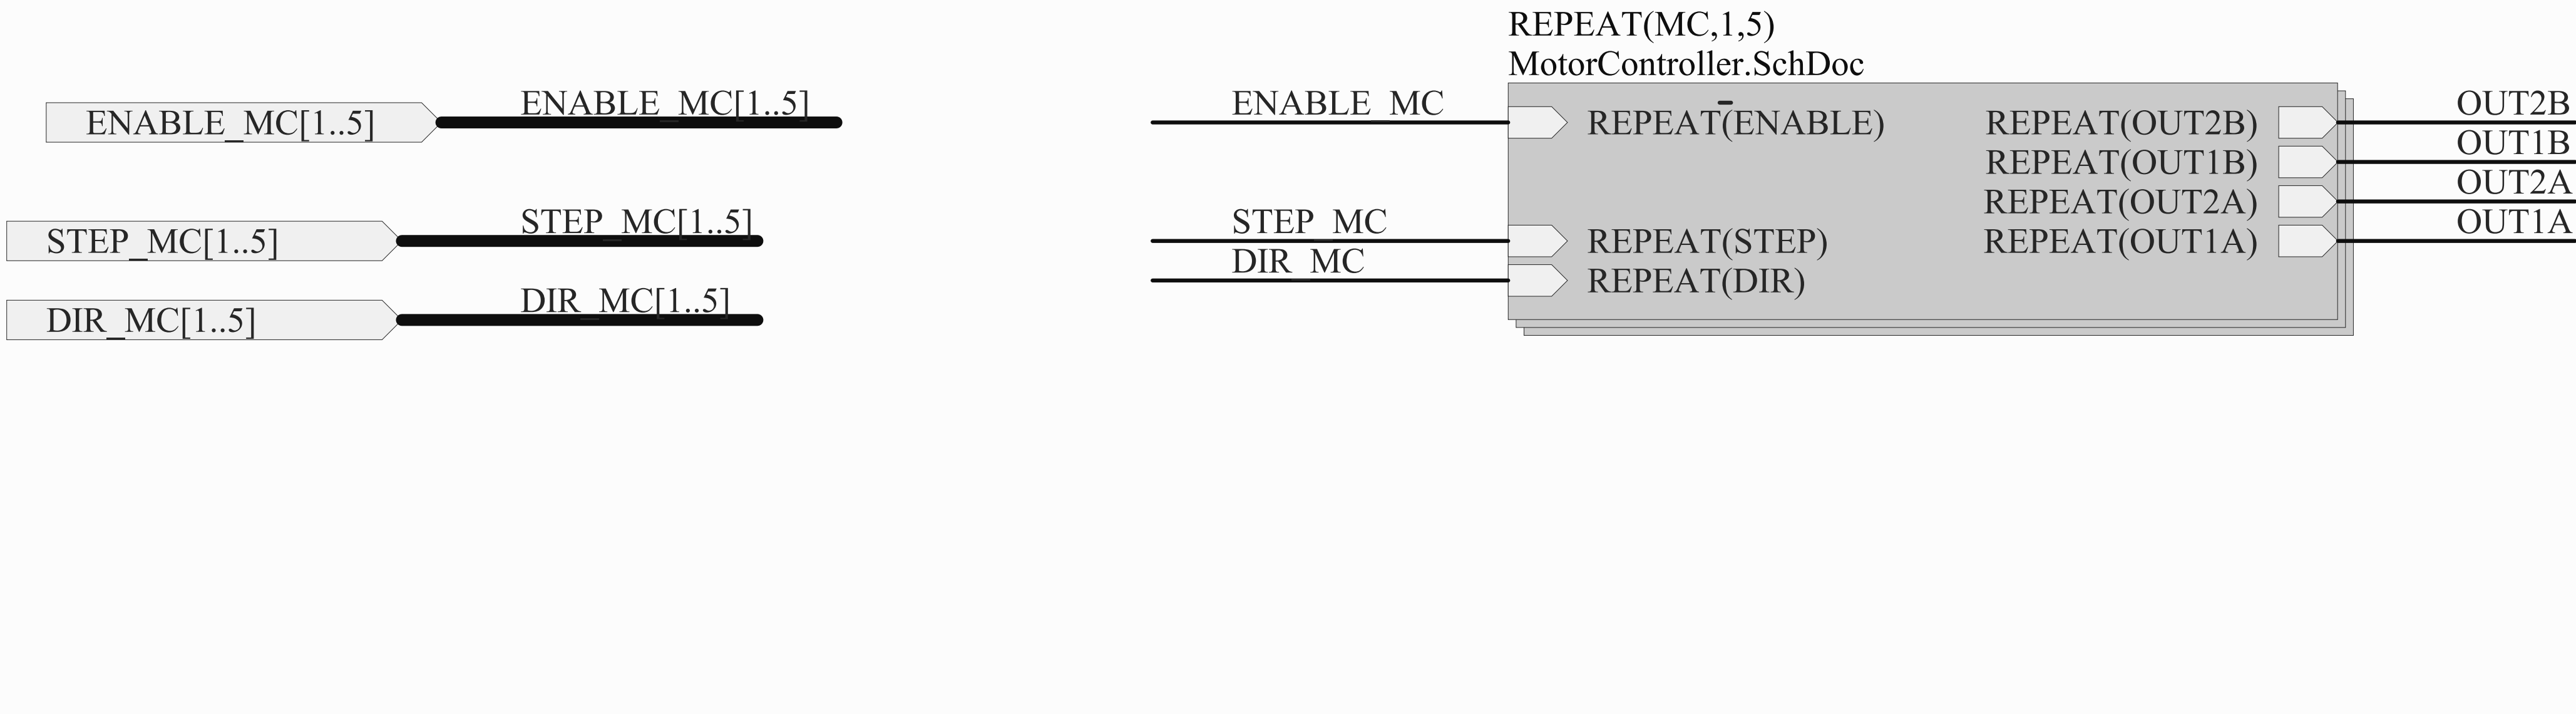 REPEAT(MC,1,5)
MotorController.SchDoc
ENABLE_MC[1..5]
ENABLE_MC[1..5]
ENABLE_MC
REPEAT(ENABLE)
REPEAT(OUT2B)
OUT2B
REPEAT(OUT1B)
OUT1B
REPEAT(OUT2A)
OUT2A
STEP_MC[1..5]
STEP_MC[1..5]
STEP_MC
REPEAT(STEP)
REPEAT(OUT1A)
OUT1A
DIR_MC
REPEAT(DIR)
DIR_MC[1..5]
DIR_MC[1..5]